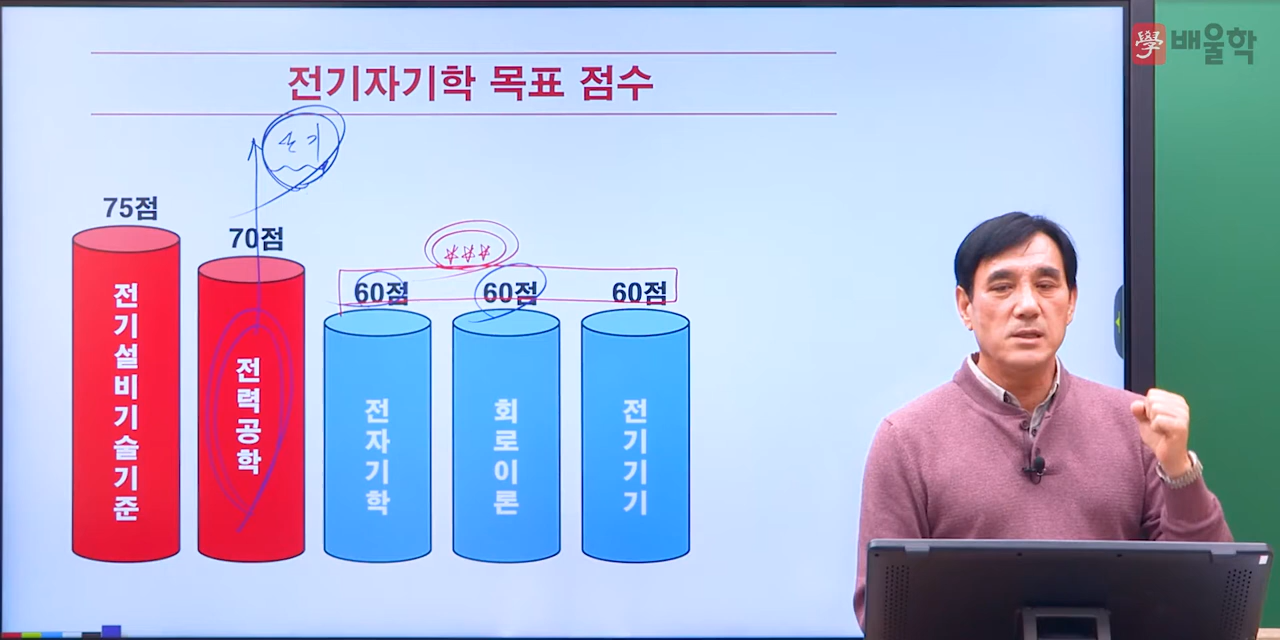 전기자기학 목표 점수
學 배울학
순기
75점
70점
60점
60점
60점
전기설비기술기준
전력공학
전자기학
회로이론
전기기기